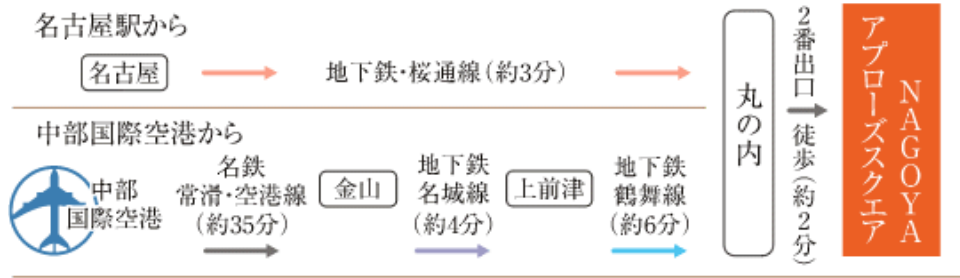 名古屋駅から
名古屋
地下鉄・桜通線(約3分)
中部国際空港から
中部
国際空港
名鉄
常滑・空港線
(約35分)
金山
地下鉄
名城線
(約4分)
上前津
地下鉄
鶴舞線
(約6分)
丸の内
2番出口
徒歩(約2分)
NAGOYA
アプローズスクエア